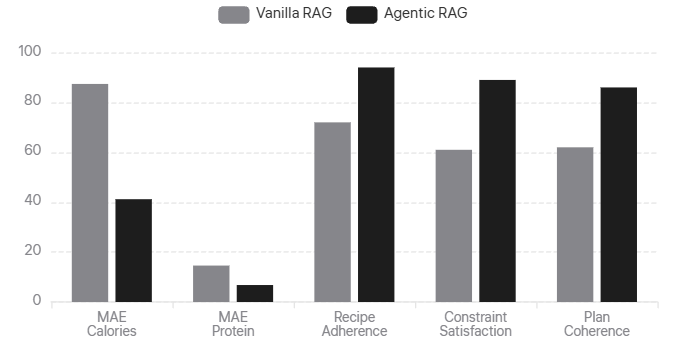 Vanilla RAG Agentic RAG
100
80
60
40
20
0
MAE Calories
MAE Protein
Recipe Adherence
Constraint Satisfaction
Plan Coherence